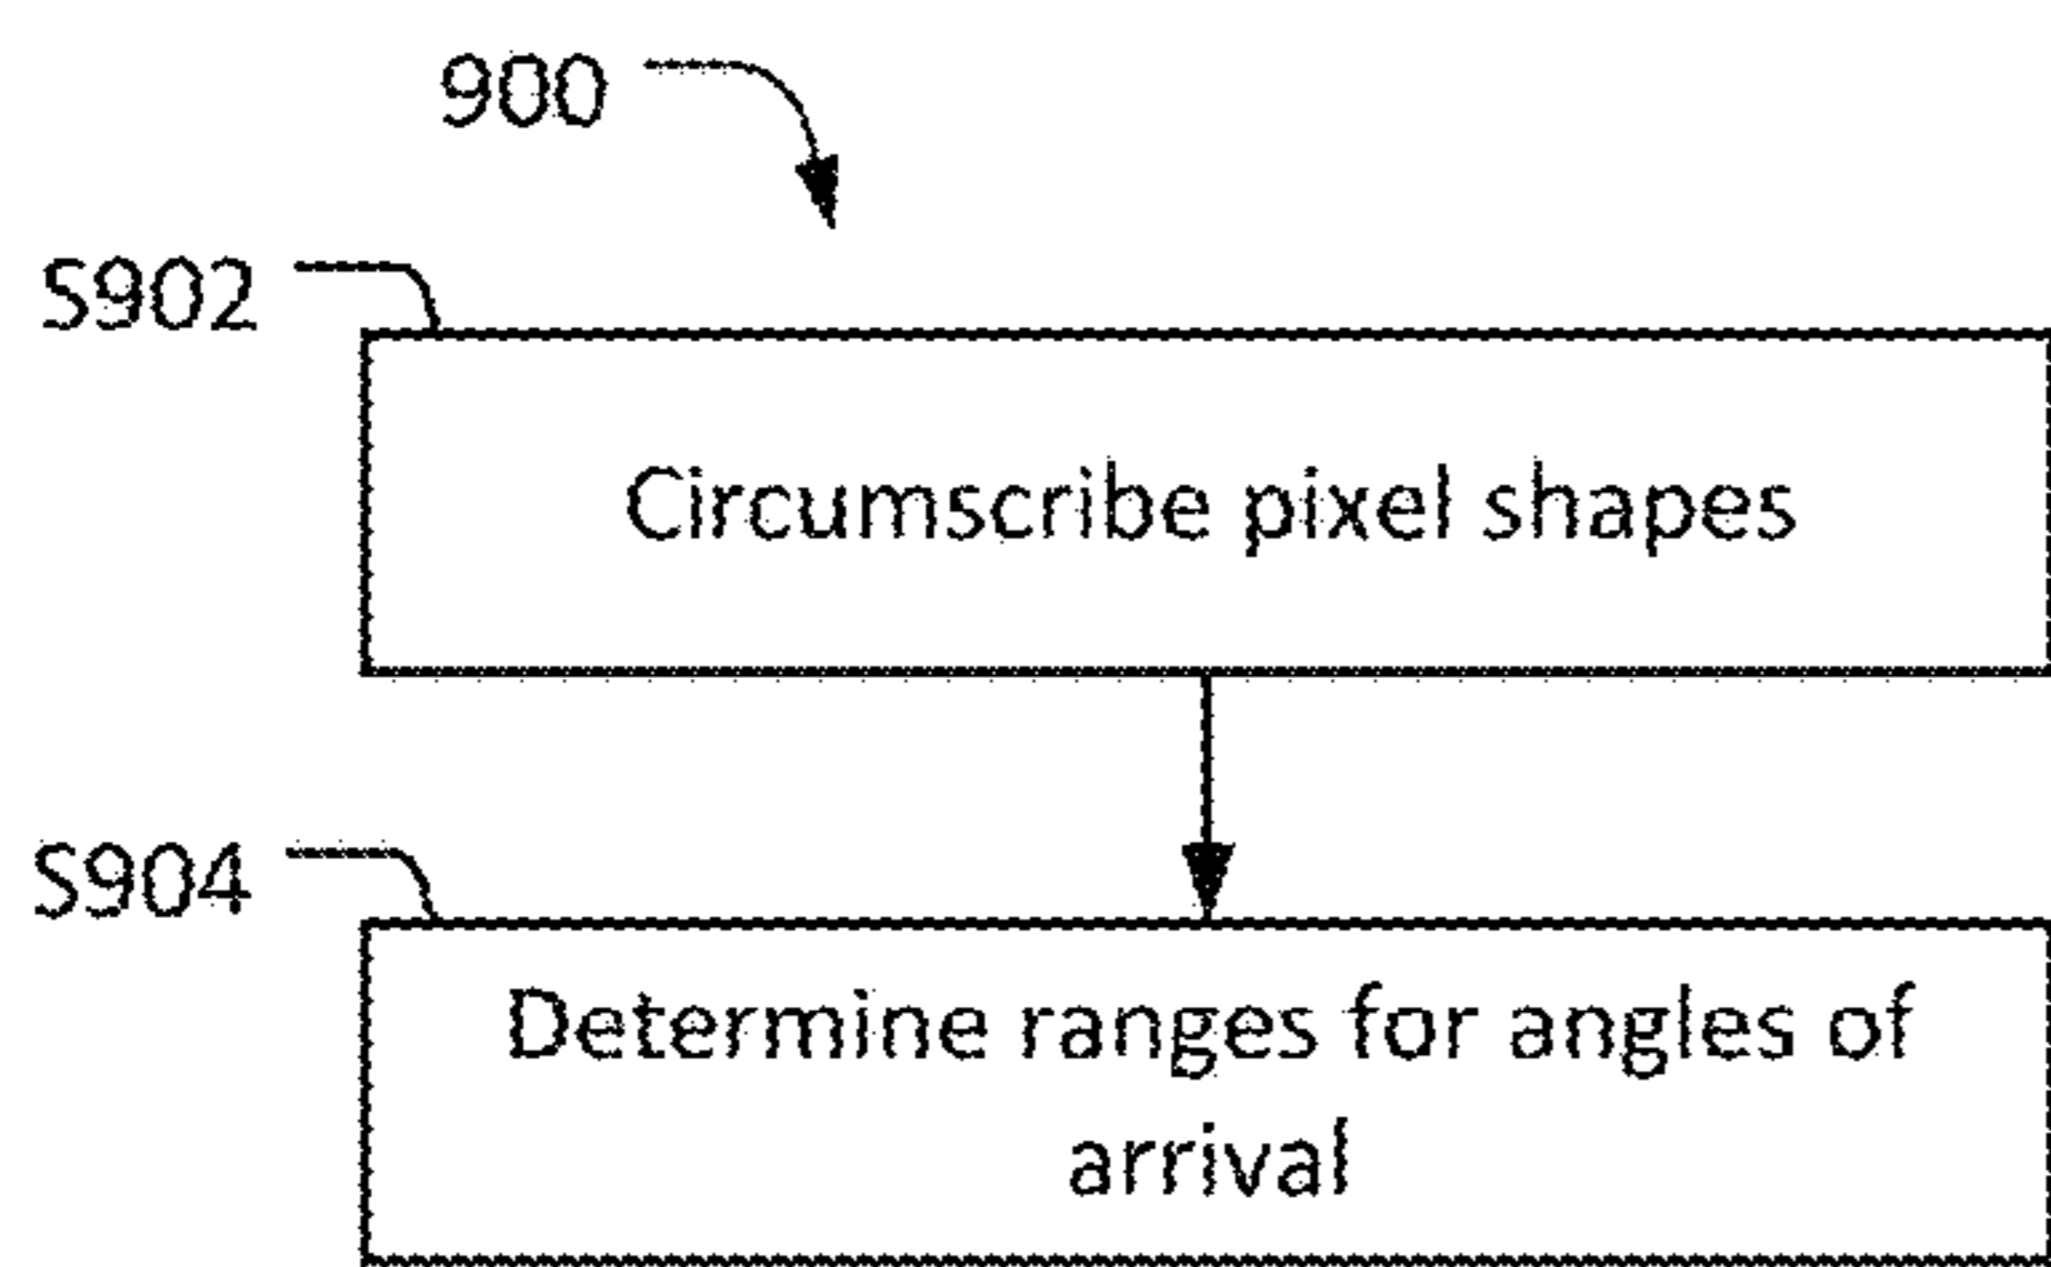 900
S902
Circumscribe pixel shapes
S904
Determine ranges for angles of
arrival